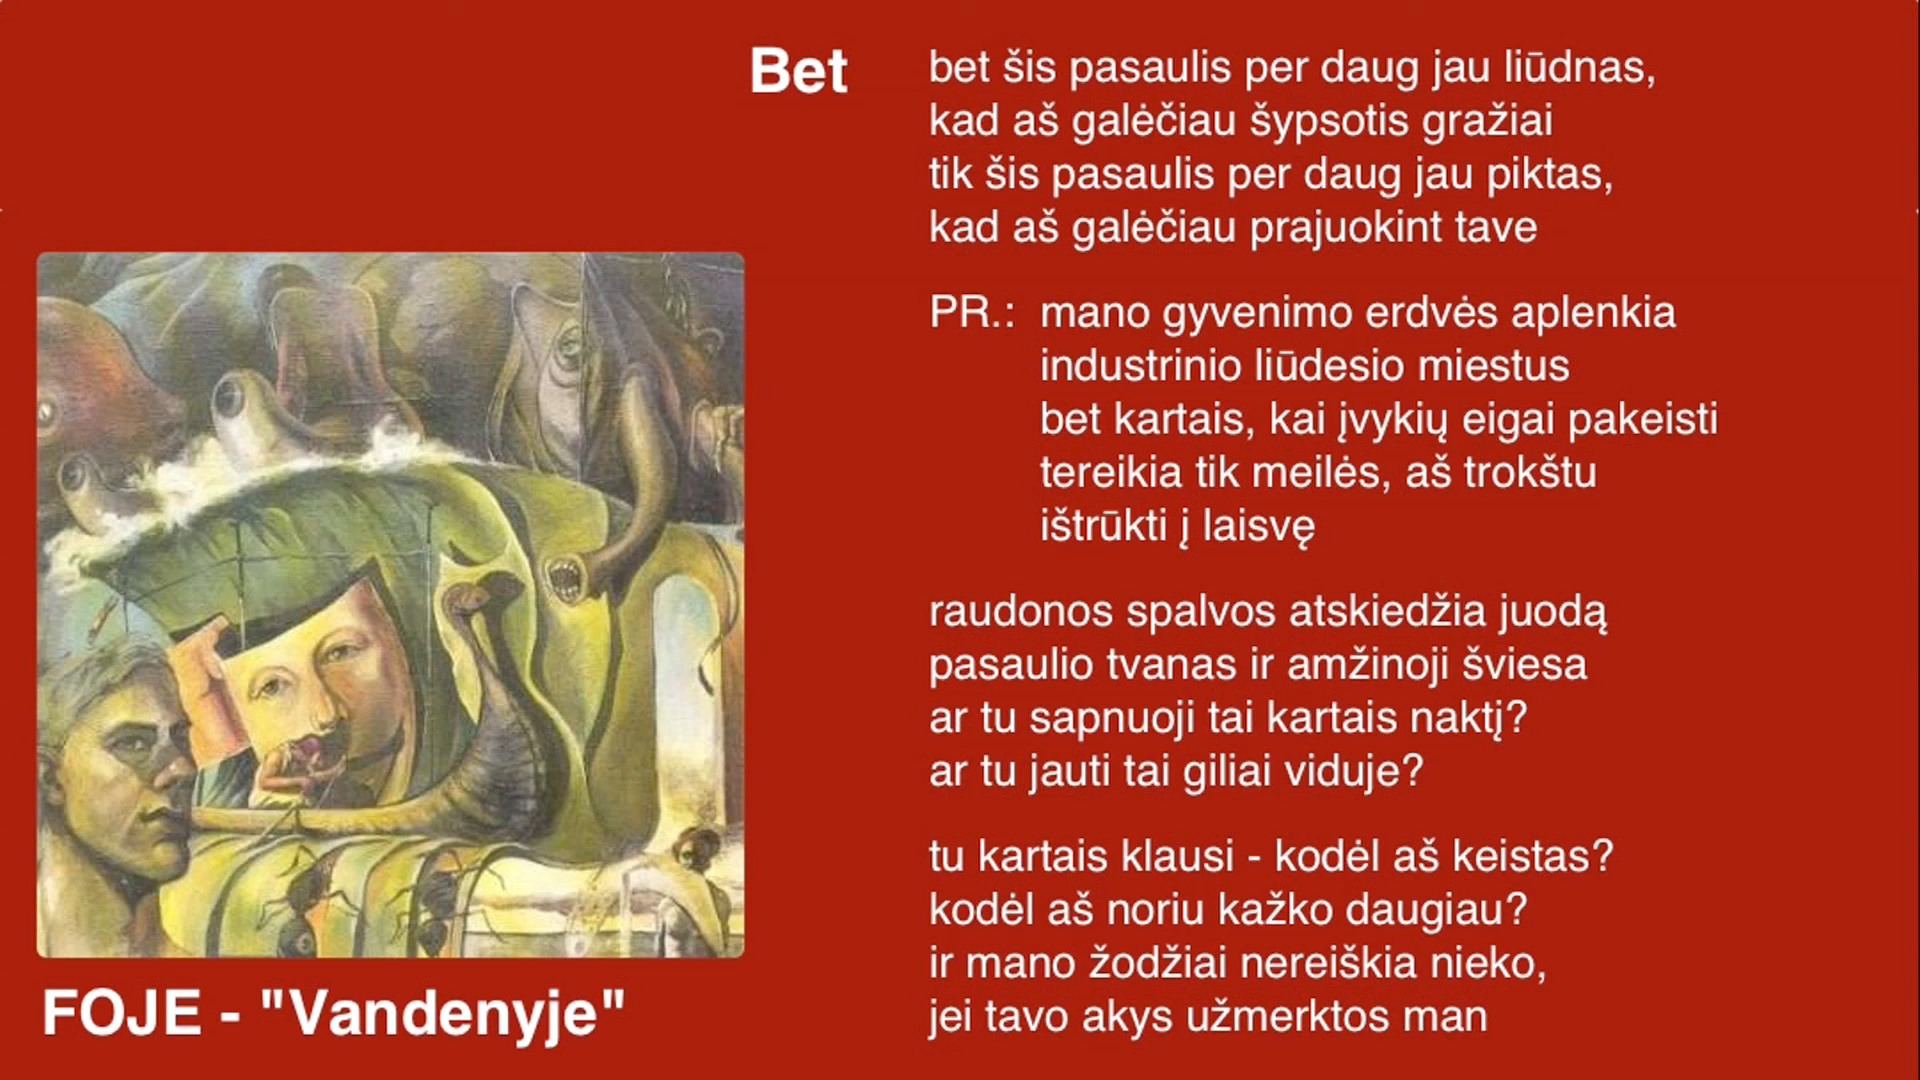 Bet
bet šis pasaulis per daug jau liūdnas,
kad aš galėčiau šypsotis gražiai
tik šis pasaulis per daug jau piktas,
kad aš galėčiau prajuokint tave
PR.: mano gyvenimo erdvės aplenkia
industrinio liūdesio miestus
bet kartais, kai įvykių eigai pakeisti
tereikia tik meilės, aš trokštu
ištrūkti į laisvę
raudonos spalvos atskiedžia juodą
pasaulio tvanas ir amžinoji šviesa
ar tu sapnuoji tai kartais naktį?
ar tu jauti tai giliai viduje?
tu kartais klausi - kodėl aš keistas?
kodėl aš noriu kažko daugiau?
ir mano žodžiai nereiškia nieko,
jei tavo akys užmerktos man
FOJE - "Vandenyje"